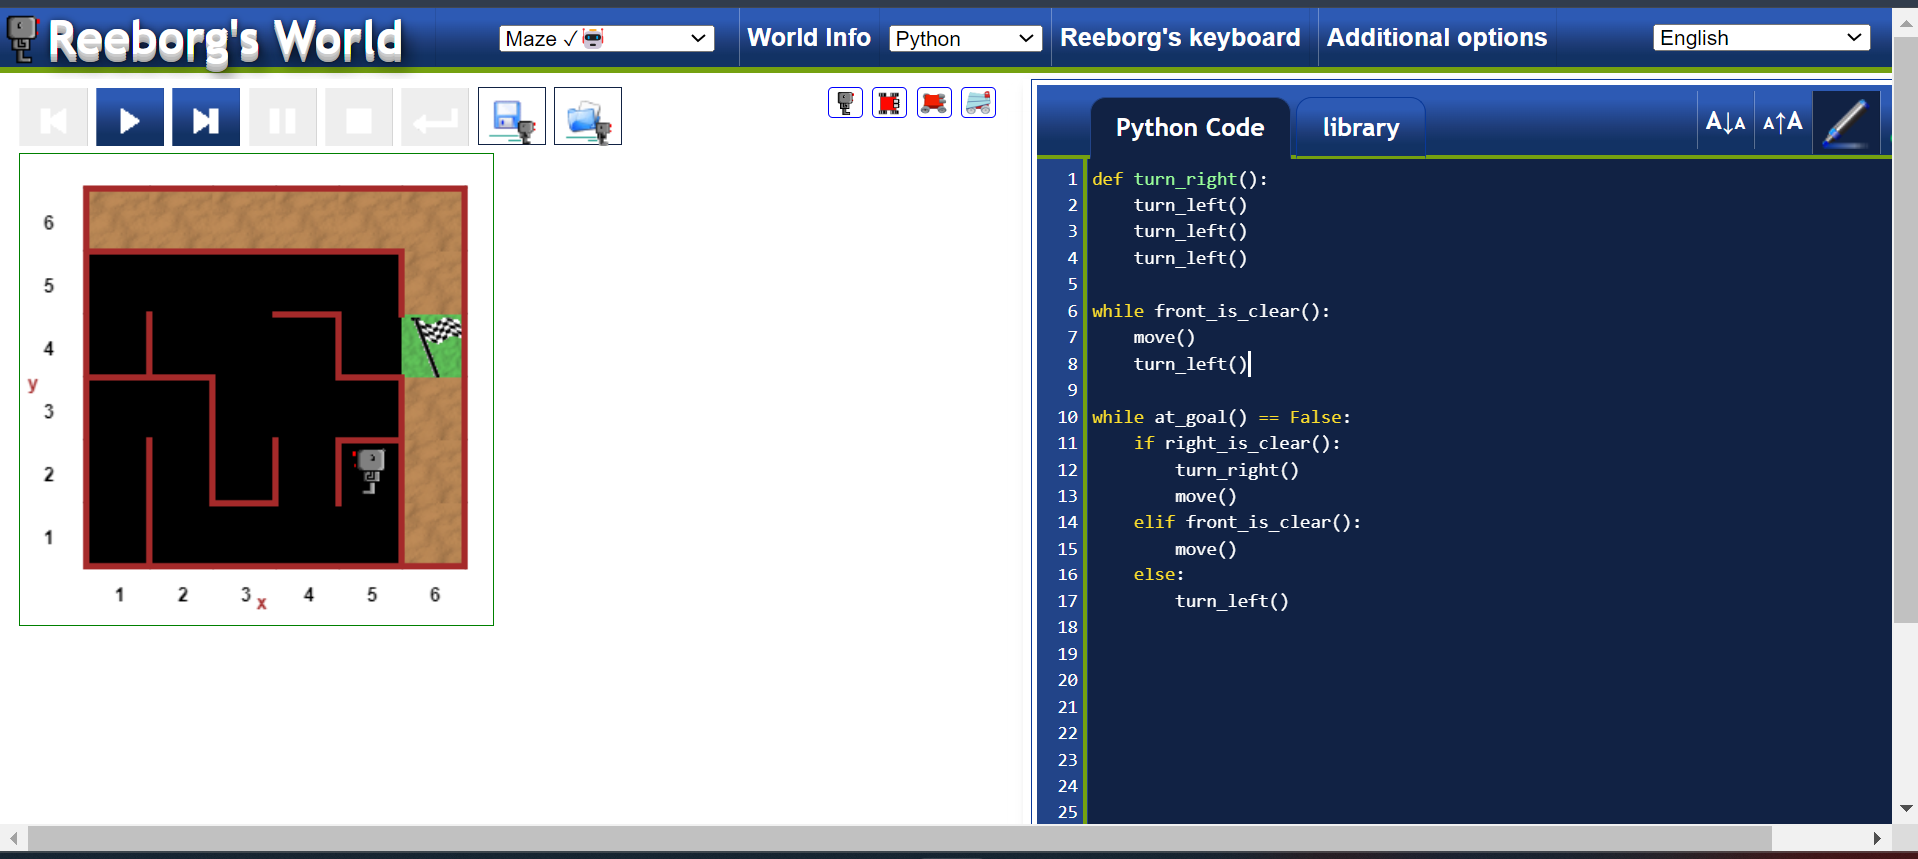 Reeborg's World
Maze ✓🤖
World Info
Python
Reeborg's keyboard
Additional options
English
Python Code
library
A↓A
A↑A
6
5
4
y
3
2
1
1 2 3 x 4 5 6
1 def turn_right():
2     turn_left()
3     turn_left()
4     turn_left()
5
6 while front_is_clear():
7     move()
8     turn_left()
9
10 while at_goal() == False:
11     if right_is_clear():
12         turn_right()
13         move()
14     elif front_is_clear():
15         move()
16     else:
17         turn_left()
18
19
20
21
22
23
24
25